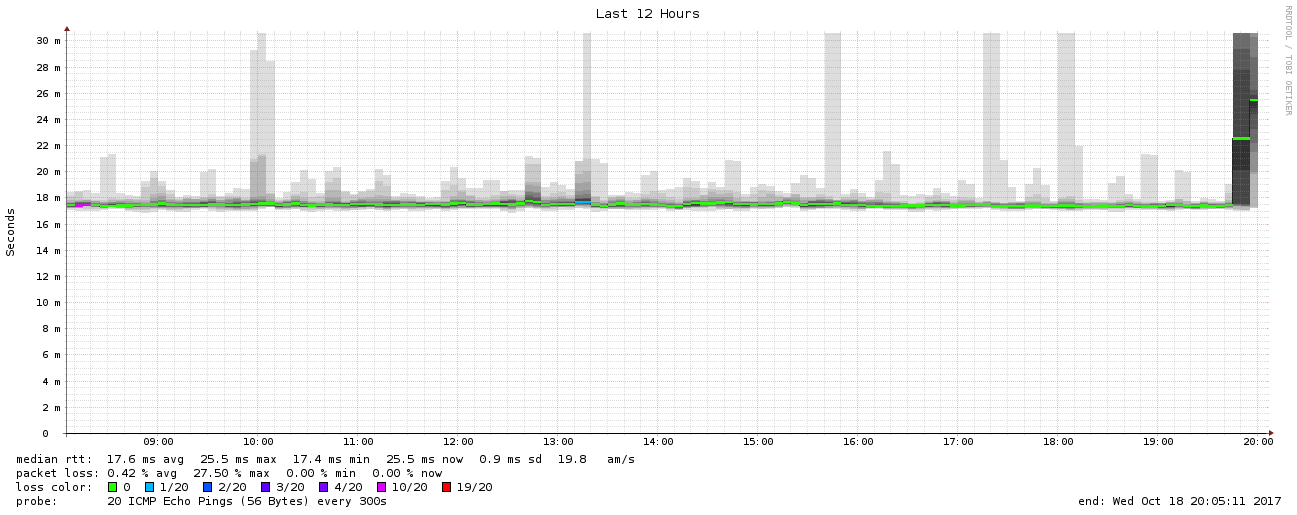 Last 12 Hours
RRDTOOL / TOBI OETIKER
Seconds
30 m
28 m
26 m
24 m
22 m
20 m
18 m
16 m
14 m
12 m
10 m
8 m
6 m
4 m
2 m
0
09:00 10:00 11:00 12:00 13:00 14:00 15:00 16:00 17:00 18:00 19:00 20:00
median rtt: 17.6 ms avg 25.5 ms max 17.4 ms min 25.5 ms now 0.9 ms sd 19.8 am/s
packet loss: 0.42 % avg 27.50 % max 0.00 % min 0.00 % now
loss color: 0 1/20 2/20 3/20 4/20 10/20 19/20
probe: 20 ICMP Echo Pings (56 Bytes) every 300s end: Wed Oct 18 20:05:11 2017